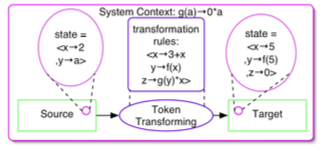 System Context: g(a)→0*a
state =
<x→2
,y→a>
transformation
rules:
<x→3+x
y→f(x)
z→g(y)*x>
state =
<x→5
,y→f(5)
,z→0>
Source
Token
Transforming
Target